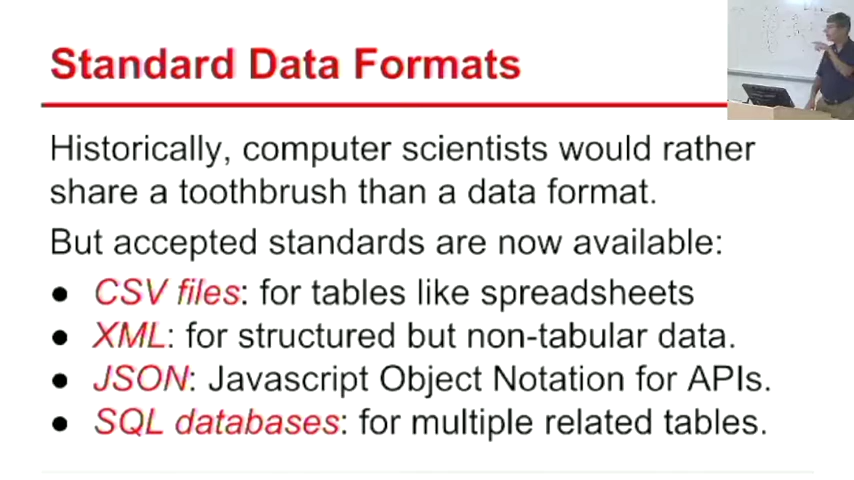 Standard Data Formats
Historically, computer scientists would rather
share a toothbrush than a data format.
But accepted standards are now available:
● CSV files: for tables like spreadsheets
● XML: for structured but non-tabular data.
● JSON: Javascript Object Notation for APIs.
● SQL databases: for multiple related tables.